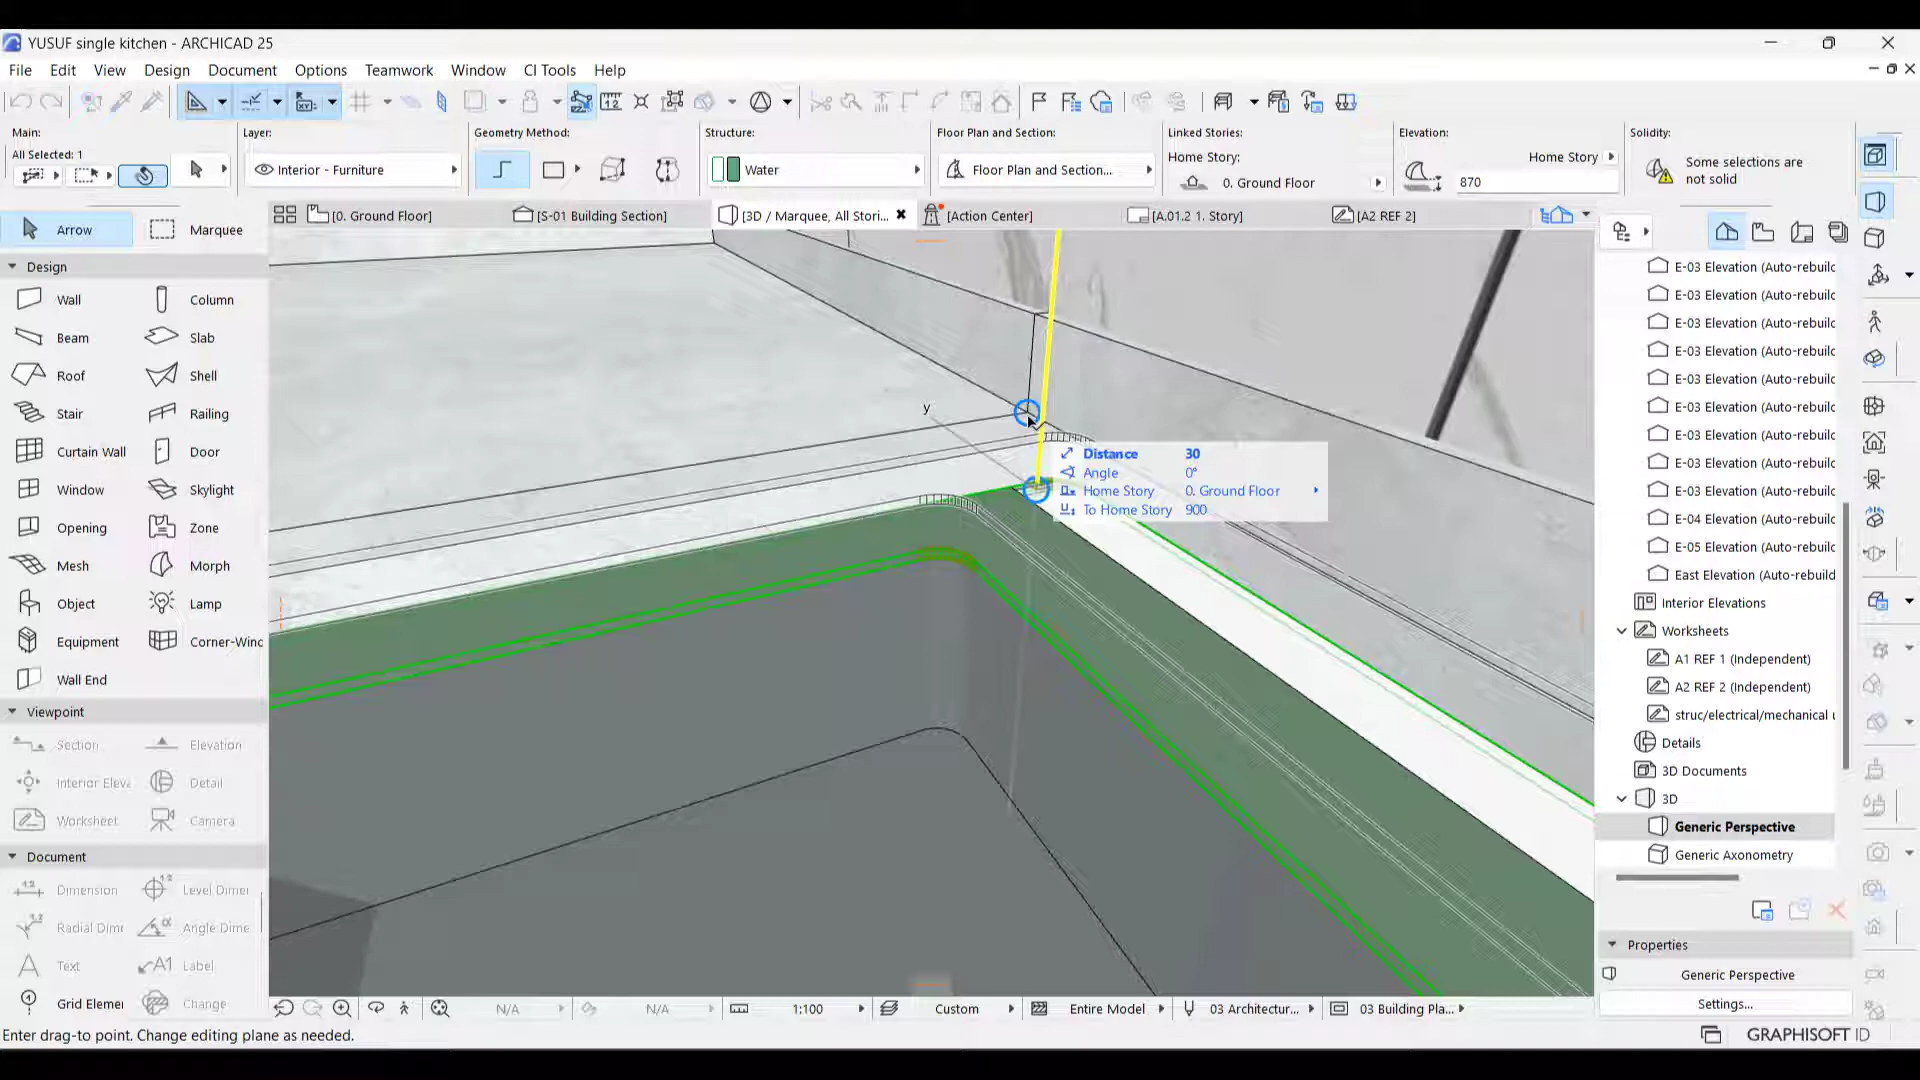 YUSUF single kitchen - ARCHICAD 25
File Edit View Design Document Options Teamwork Window CI Tools Help
Main:
All Selected: 1
Layer:
Interior - Furniture
Geometry Method:
Structure:
Water
Floor Plan and Section:
Floor Plan and Section...
Linked Stories:
Home Story:
0. Ground Floor
Elevation:
Home Story
870
Solidity:
Some selections are
not solid
[0. Ground Floor]
[S-01 Building Section]
[3D / Marquee, All Stori...
[Action Center]
[A.01.2 1. Story]
[A2 REF 2]
Arrow
Marquee
Design
Wall
Column
Beam
Slab
Roof
Shell
Stair
Railing
Curtain Wall
Door
Window
Skylight
Opening
Zone
Mesh
Morph
Object
Lamp
Equipment
Corner-Winc
Wall End
Viewpoint
Section
Elevation
Interior Eleva
Detail
Worksheet
Camera
Document
Dimension
Level Dimer
Radial Dime
Angle Dime
Text
Label
Grid Elemer
Change
y
Distance 30
Angle 0°
Home Story 0. Ground Floor
To Home Story 900
E-03 Elevation (Auto-rebuilc
E-03 Elevation (Auto-rebuilc
E-03 Elevation (Auto-rebuilc
E-03 Elevation (Auto-rebuilc
E-03 Elevation (Auto-rebuilc
E-03 Elevation (Auto-rebuilc
E-03 Elevation (Auto-rebuilc
E-03 Elevation (Auto-rebuilc
E-03 Elevation (Auto-rebuilc
E-04 Elevation (Auto-rebuilc
E-05 Elevation (Auto-rebuilc
East Elevation (Auto-rebuild
Interior Elevations
Worksheets
A1 REF 1 (Independent)
A2 REF 2 (Independent)
struc/electrical/mechanical u
Details
3D Documents
3D
Generic Perspective
Generic Axonometry
Properties
Generic Perspective
Settings...
N/A
N/A
1:100
Custom
Entire Model
03 Architectur...
03 Building Pla...
Enter drag-to point. Change editing plane as needed.
GRAPHISOFT ID